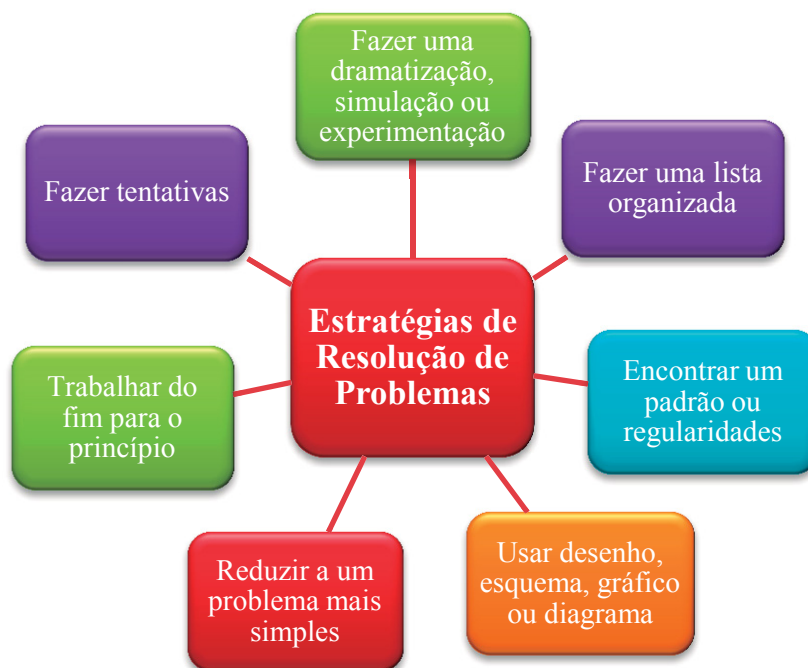 Fazer uma
dramatização,
simulação ou
experimentação
Fazer uma lista
organizada
Encontrar um
padrão ou
regularidades
Usar desenho,
esquema, gráfico
ou diagrama
Reduzir a um
problema mais
simples
Trabalhar do
fim para o
princípio
Fazer tentativas
Estratégias de
Resolução de
Problemas